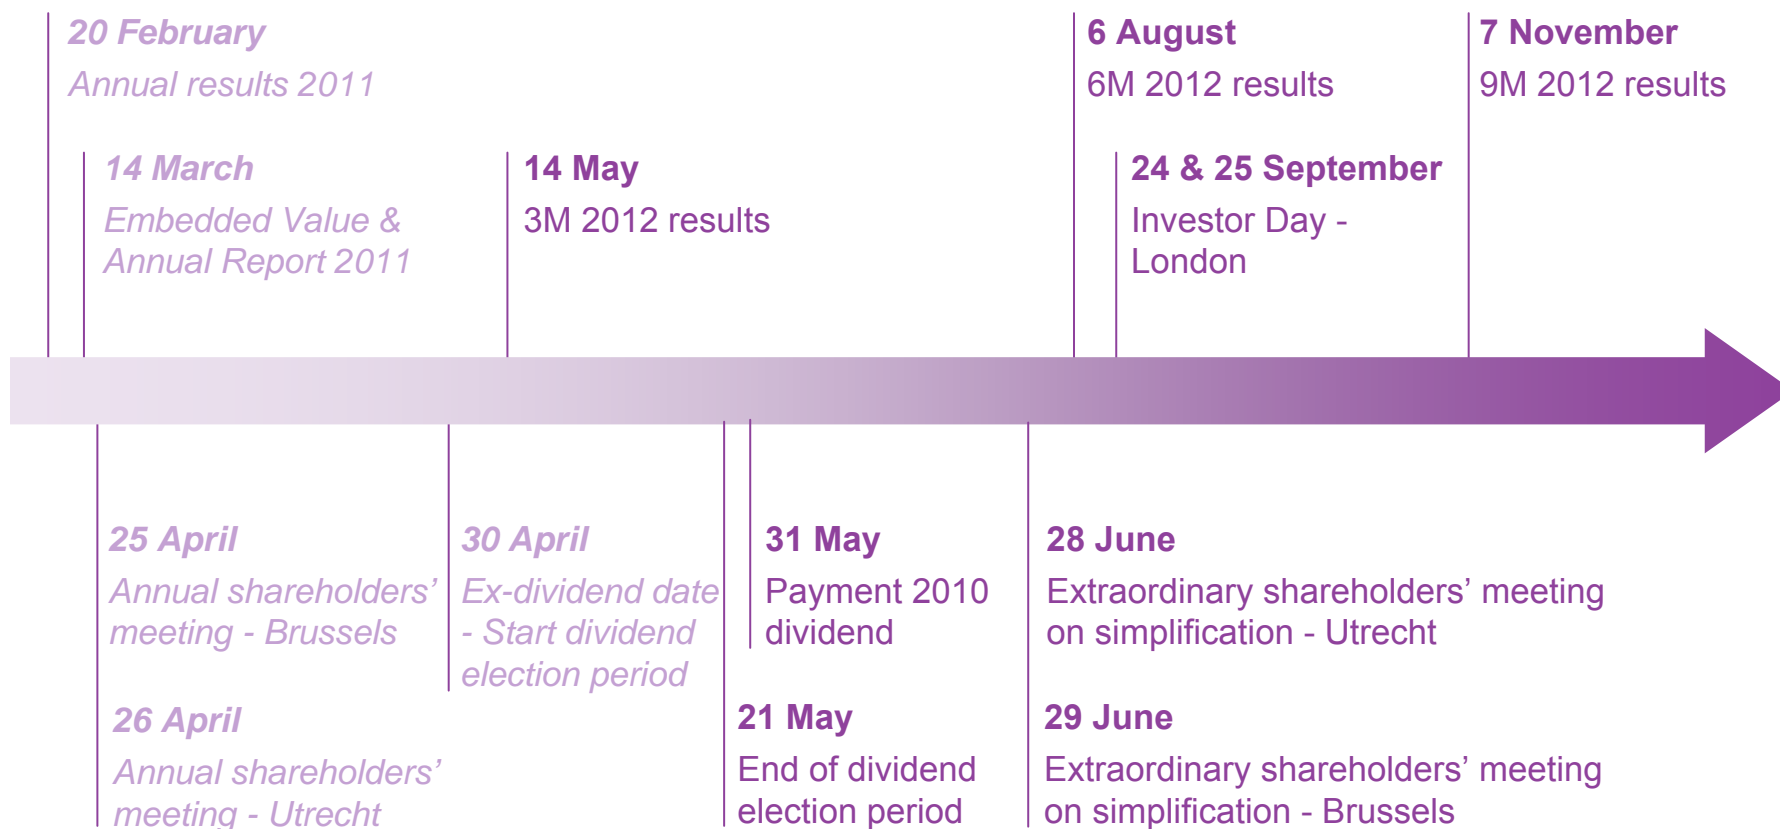 20 February
Annual results 2011
6 August
6M 2012 results
7 November
9M 2012 results
14 March
Embedded Value &
Annual Report 2011
14 May
3M 2012 results
24 & 25 September
Investor Day -
London
25 April
Annual shareholders’
meeting - Brussels
30 April
Ex-dividend date
- Start dividend
election period
31 May
Payment 2010
dividend
28 June
Extraordinary shareholders’ meeting
on simplification - Utrecht
26 April
Annual shareholders’
meeting - Utrecht
21 May
End of dividend
election period
29 June
Extraordinary shareholders’ meeting
on simplification - Brussels